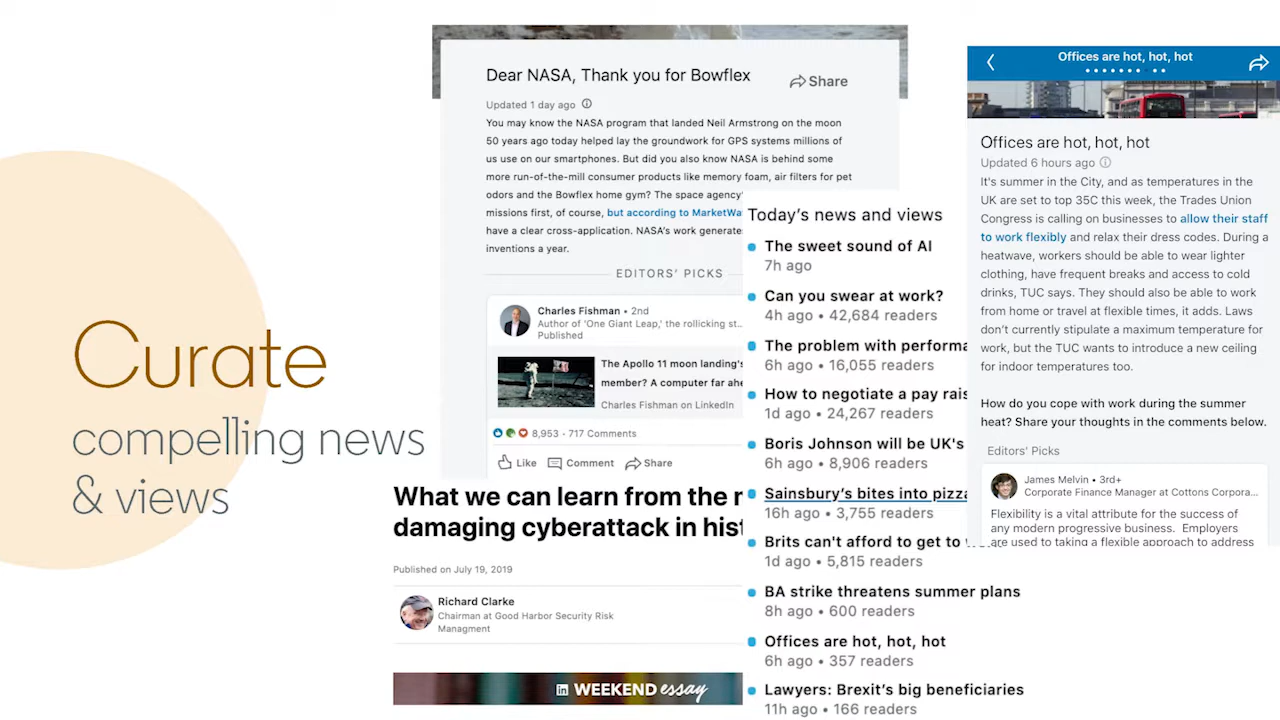 Curate
compelling news
& views
Dear NASA, Thank you for Bowflex
Share
Updated 1 day ago
You may know the NASA program that landed Neil Armstrong on the moon
50 years ago today helped lay the groundwork for GPS systems millions of
us use on our smartphones. But did you also know NASA is behind some
more run-of-the-mill consumer products like memory foam, air filters for pet
odors and the Bowflex home gym? The space agency'
missions first, of course, but according to MarketWa
have a clear cross-application. NASA's work generate
inventions a year.
EDITORS' PICKS
Charles Fishman • 2nd
Author of 'One Giant Leap,' the rollicking st...
Published
The Apollo 11 moon landing's
member? A computer far ahe
Charles Fishman on LinkedIn
8,953 · 717 Comments
Like Comment Share
What we can learn from the
damaging cyberattack in his
Published on July 19, 2019
Richard Clarke
Chairman at Good Harbor Security Risk
Managment
in WEEKEND essay
Today's news and views
The sweet sound of AI
7h ago
Can you swear at work?
4h ago • 42,684 readers
The problem with performa
6h ago • 16,055 readers
How to negotiate a pay rais
1d ago • 24,267 readers
Boris Johnson will be UK's
6h ago • 8,906 readers
Sainsbury's bites into pizza
16h ago • 3,755 readers
Brits can't afford to get to
1d ago • 5,815 readers
BA strike threatens summer plans
8h ago • 600 readers
Offices are hot, hot, hot
6h ago • 357 readers
Lawyers: Brexit's big beneficiaries
11h ago • 166 readers
Offices are hot, hot, hot
Offices are hot, hot, hot
Updated 6 hours ago
It's summer in the City, and as temperatures in the
UK are set to top 35C this week, the Trades Union
Congress is calling on businesses to allow their staff
to work flexibly and relax their dress codes. During a
heatwave, workers should be able to wear lighter
clothing, have frequent breaks and access to cold
drinks, TUC says. They should also be able to work
from home or travel at flexible times, it adds. Laws
don't currently stipulate a maximum temperature for
work, but the TUC wants to introduce a new ceiling
for indoor temperatures too.
How do you cope with work during the summer
heat? Share your thoughts in the comments below.
Editors' Picks
James Melvin • 3rd+
Corporate Finance Manager at Cottons Corpora...
Flexibility is a vital attribute for the success of
any modern progressive business. Employers
are used to taking a flexible approach to address